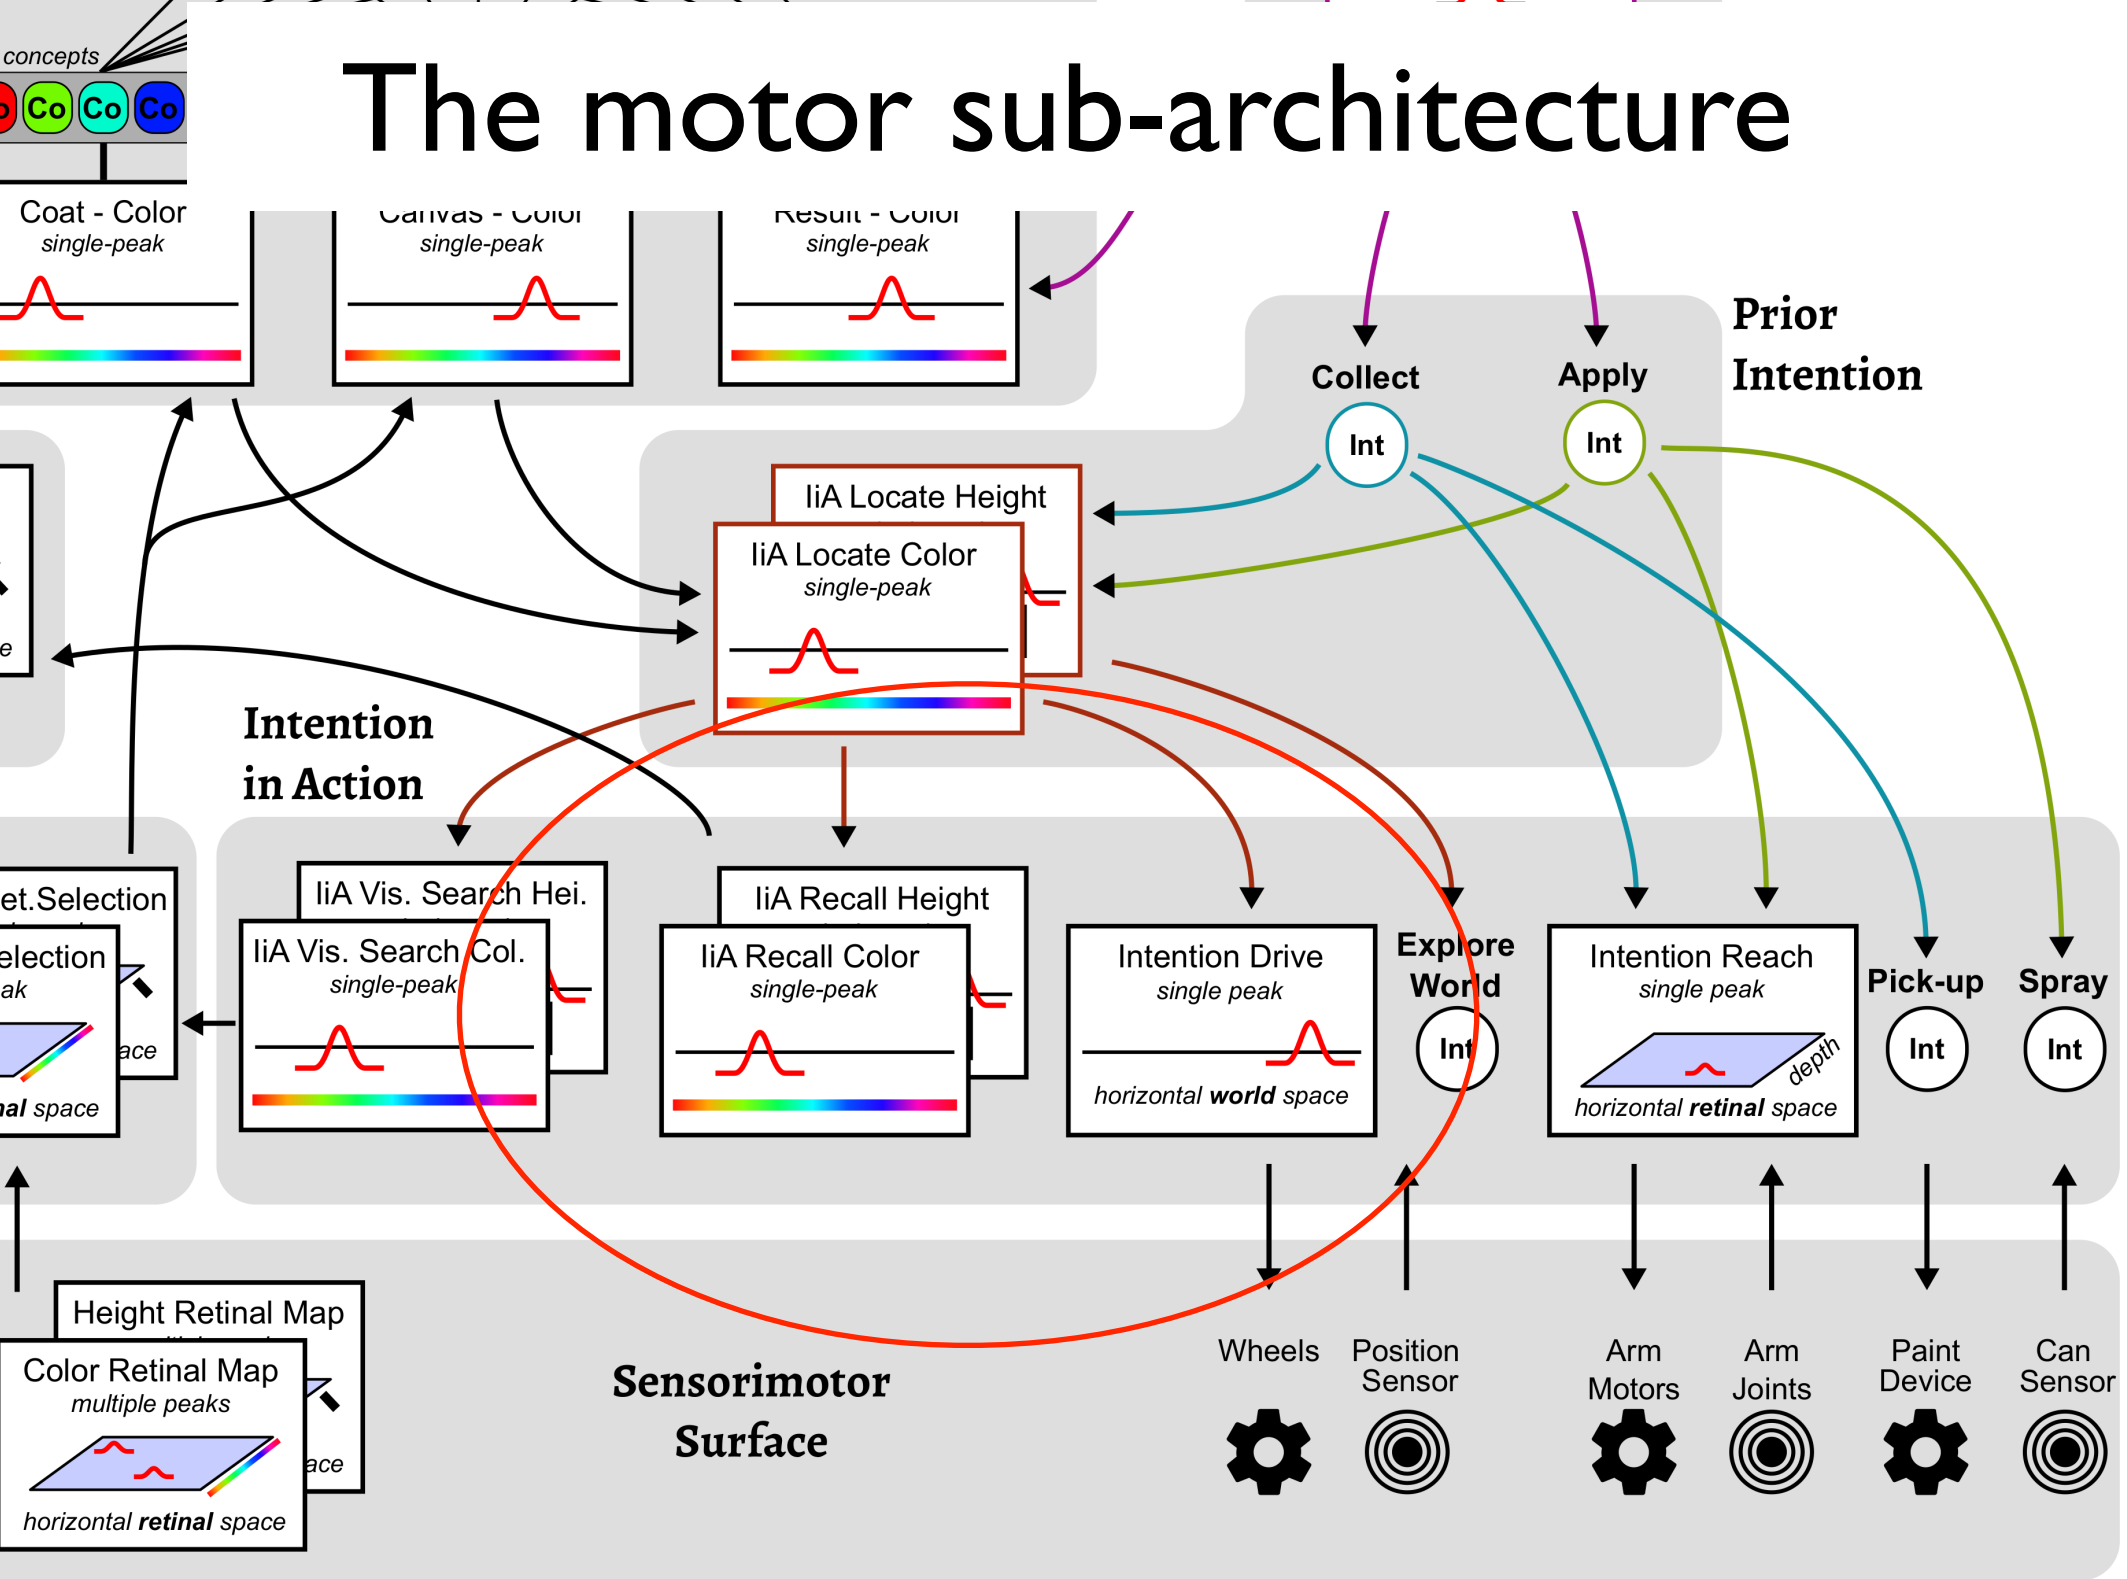 The motor sub-architecture
concepts
Co
Co
Co
Coat - Color
single-peak
Canvas - Color
single-peak
Result - Color
single-peak
Prior
Intention
Collect
Int
Apply
Int
IiA Locate Height
IiA Locate Color
single-peak
Intention
in Action
et.Selection
election
ak
ace
nal space
IiA Vis. Search Hei.
IiA Vis. Search Col.
single-peak
IiA Recall Height
IiA Recall Color
single-peak
Intention Drive
single peak
horizontal world space
Explore
World
Int
Intention Reach
single peak
depth
horizontal retinal space
Pick-up
Int
Spray
Int
Height Retinal Map
Color Retinal Map
multiple peaks
ace
horizontal retinal space
Sensorimotor
Surface
Wheels
Position
Sensor
Arm
Motors
Arm
Joints
Paint
Device
Can
Sensor